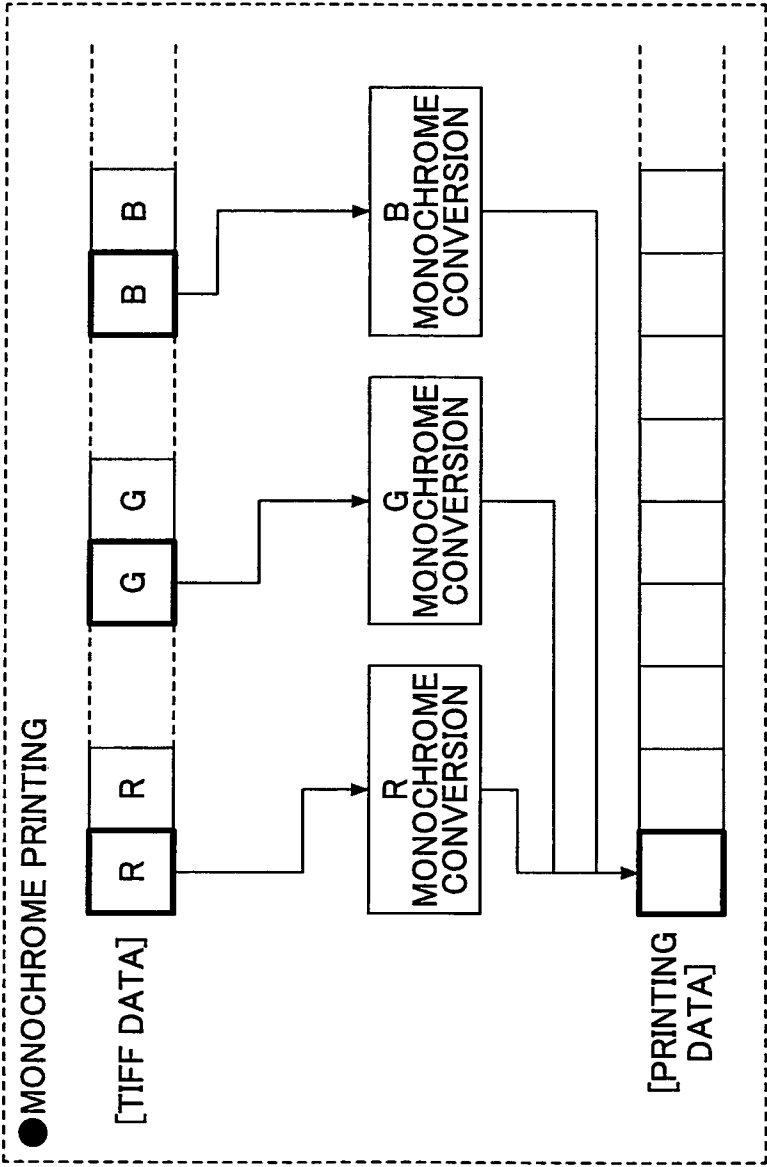 ●MONOCHROME PRINTING
[TIFF DATA]
R R G G B B
R
MONOCHROME
CONVERSION
G
MONOCHROME
CONVERSION
B
MONOCHROME
CONVERSION
[PRINTING
DATA]